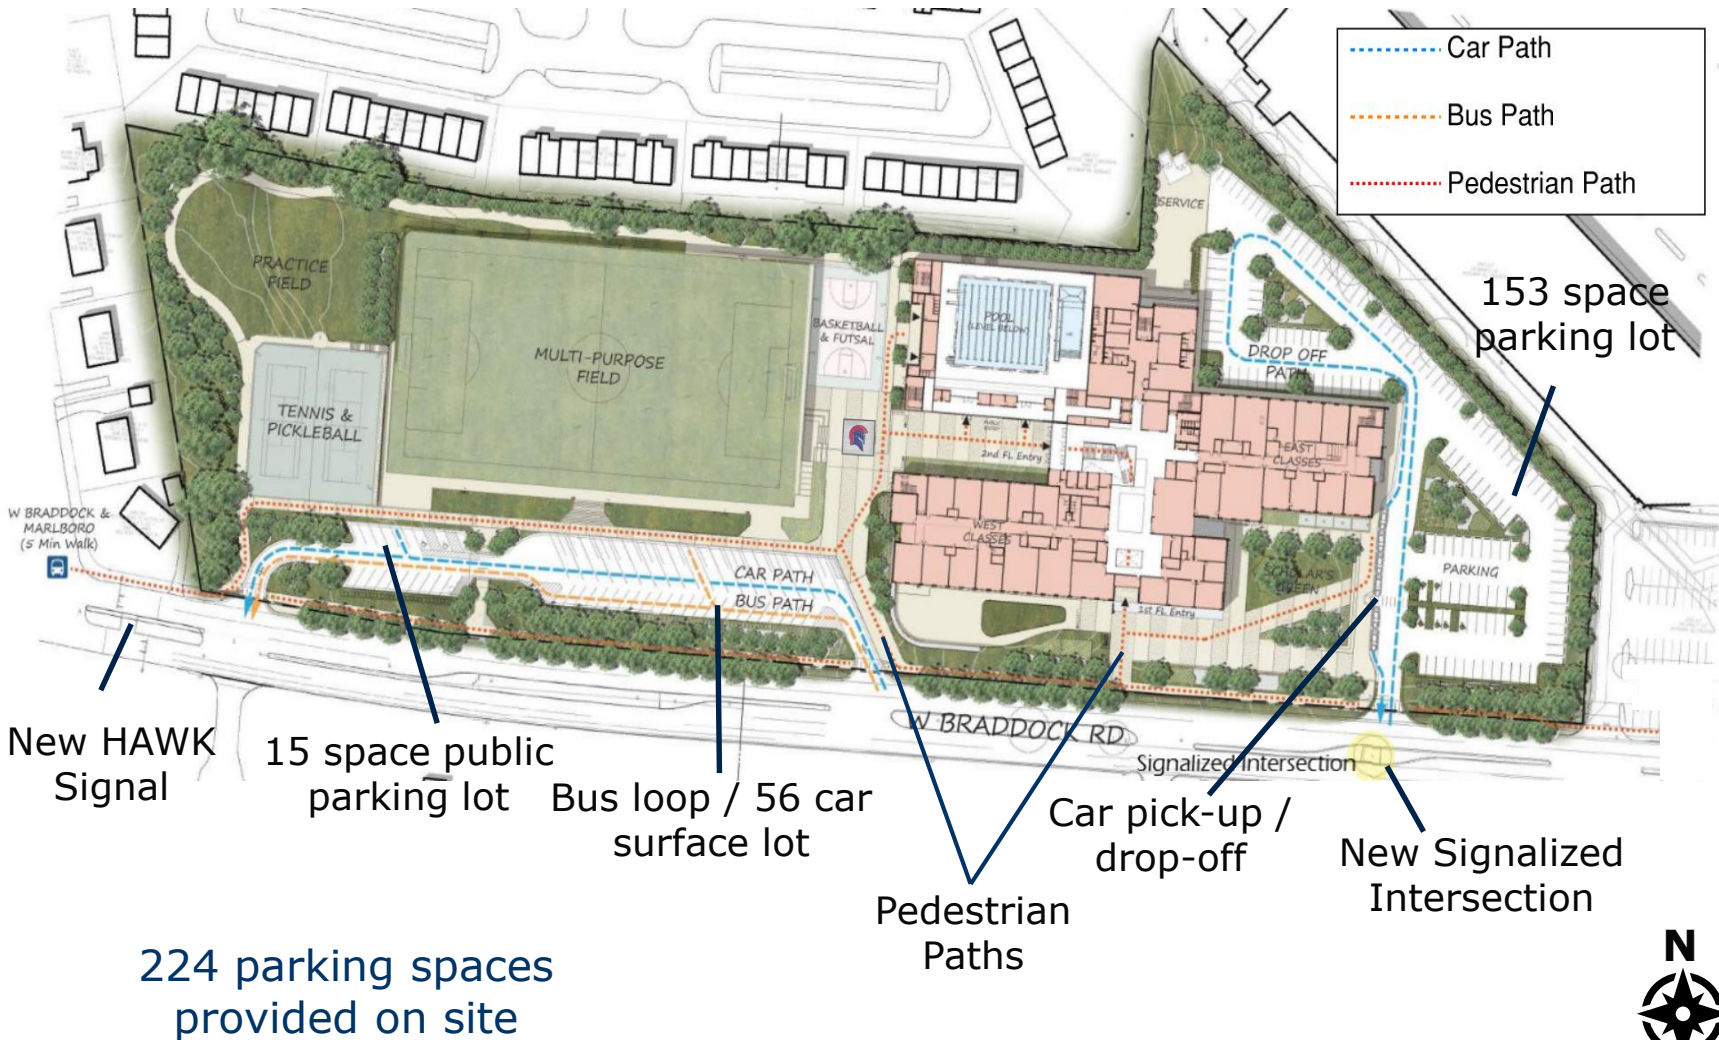 Car Path
Bus Path
Pedestrian Path
SERVICE
PRACTICE
FIELD
MULTI-PURPOSE
FIELD
BASKETBALL
& FUTSAL
POOL
(LEVEL BELOW)
DROP OFF
PATH
153 space
parking lot
TENNIS &
PICKLEBALL
2nd FL Entry
EAST
CLASSES
W BRADDOCK &
MARLBORO
(5 Min Walk)
WEST
CLASSES
SCHOLAR'S
GREEN
PARKING
CAR PATH
BUS PATH
1st FL Entry
W BRADDOCK RD
Signalized Intersection
New HAWK
Signal
15 space public
parking lot
Bus loop / 56 car
surface lot
Car pick-up /
drop-off
New Signalized
Intersection
Pedestrian
Paths
224 parking spaces
provided on site
N